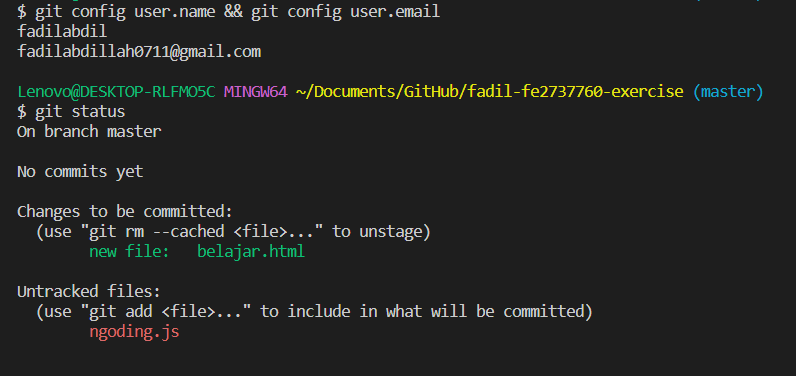 $ git config user.name && git config user.email
fadilabdil
fadilabdillah0711@gmail.com
Lenovo@DESKTOP-RLFMO5C MINGW64 ~/Documents/GitHub/fadil-fe2737760-exercise (master)
$ git status
On branch master
No commits yet
Changes to be committed:
(use "git rm --cached <file>..." to unstage)
new file: belajar.html
Untracked files:
(use "git add <file>..." to include in what will be committed)
ngoding.js